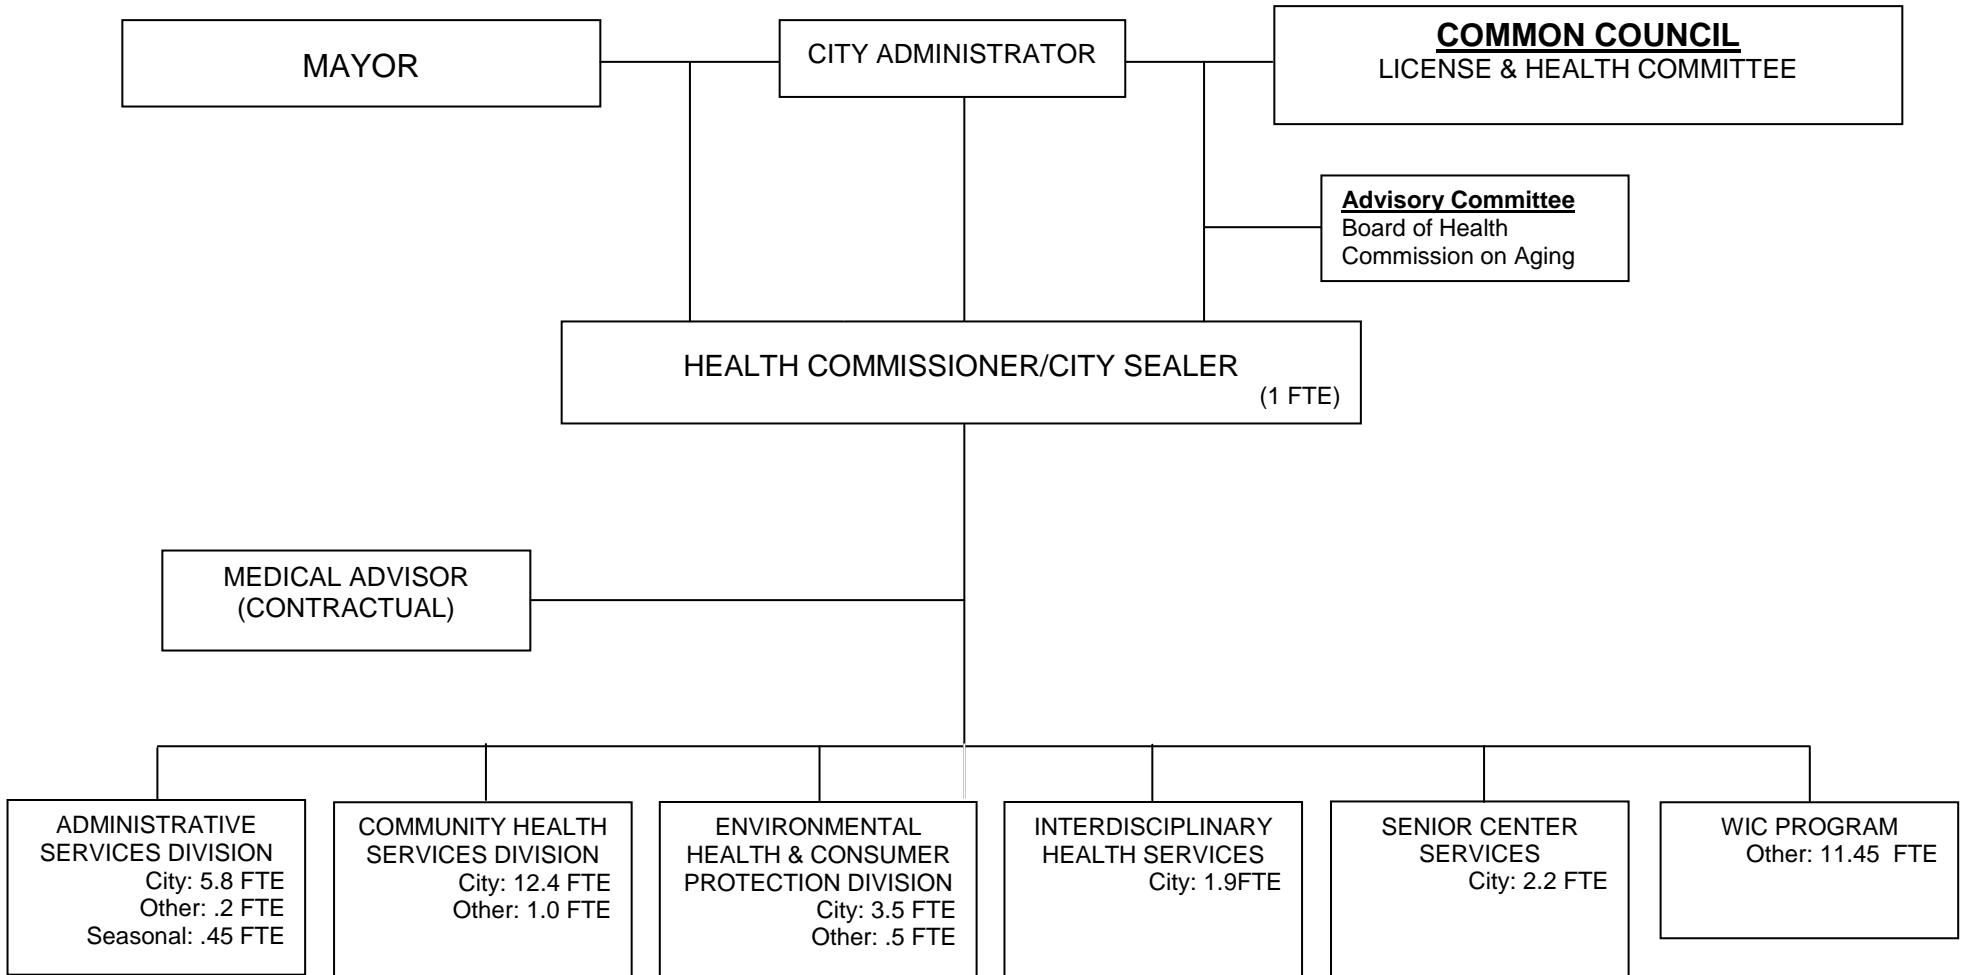 MAYOR
CITY ADMINISTRATOR
COMMON COUNCIL
LICENSE & HEALTH COMMITTEE
Advisory Committee
Board of Health
Commission on Aging
HEALTH COMMISSIONER/CITY SEALER
(1 FTE)
MEDICAL ADVISOR
(CONTRACTUAL)
ADMINISTRATIVE
SERVICES DIVISION
City: 5.8 FTE
Other: .2 FTE
Seasonal: .45 FTE
COMMUNITY HEALTH
SERVICES DIVISION
City: 12.4 FTE
Other: 1.0 FTE
ENVIRONMENTAL
HEALTH & CONSUMER
PROTECTION DIVISION
City: 3.5 FTE
Other: .5 FTE
INTERDISCIPLINARY
HEALTH SERVICES
City: 1.9FTE
SENIOR CENTER
SERVICES
City: 2.2 FTE
WIC PROGRAM
Other: 11.45 FTE